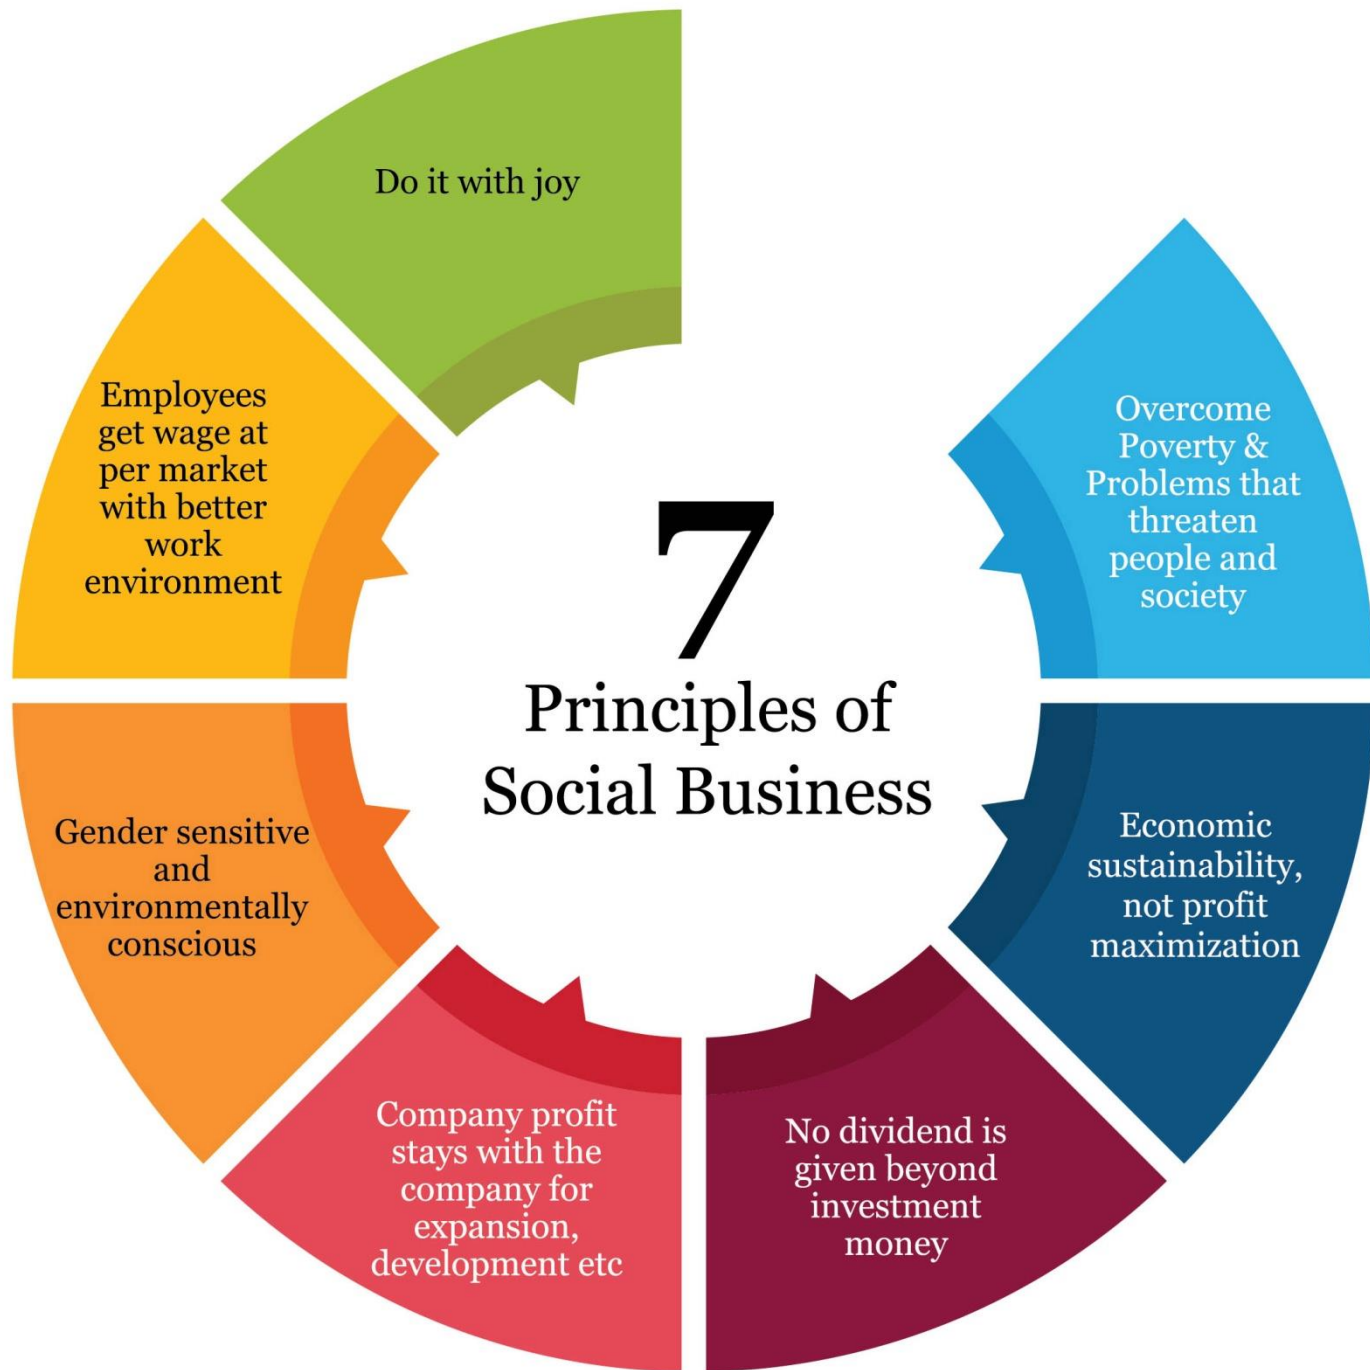 7
Principles of
Social Business
Overcome
Poverty &
Problems that
threaten
people and
society
Economic
sustainability,
not profit
maximization
No dividend is
given beyond
investment
money
Company profit
stays with the
company for
expansion,
development etc
Gender sensitive
and
environmentally
conscious
Employees
get wage at
per market
with better
work
environment
Do it with joy